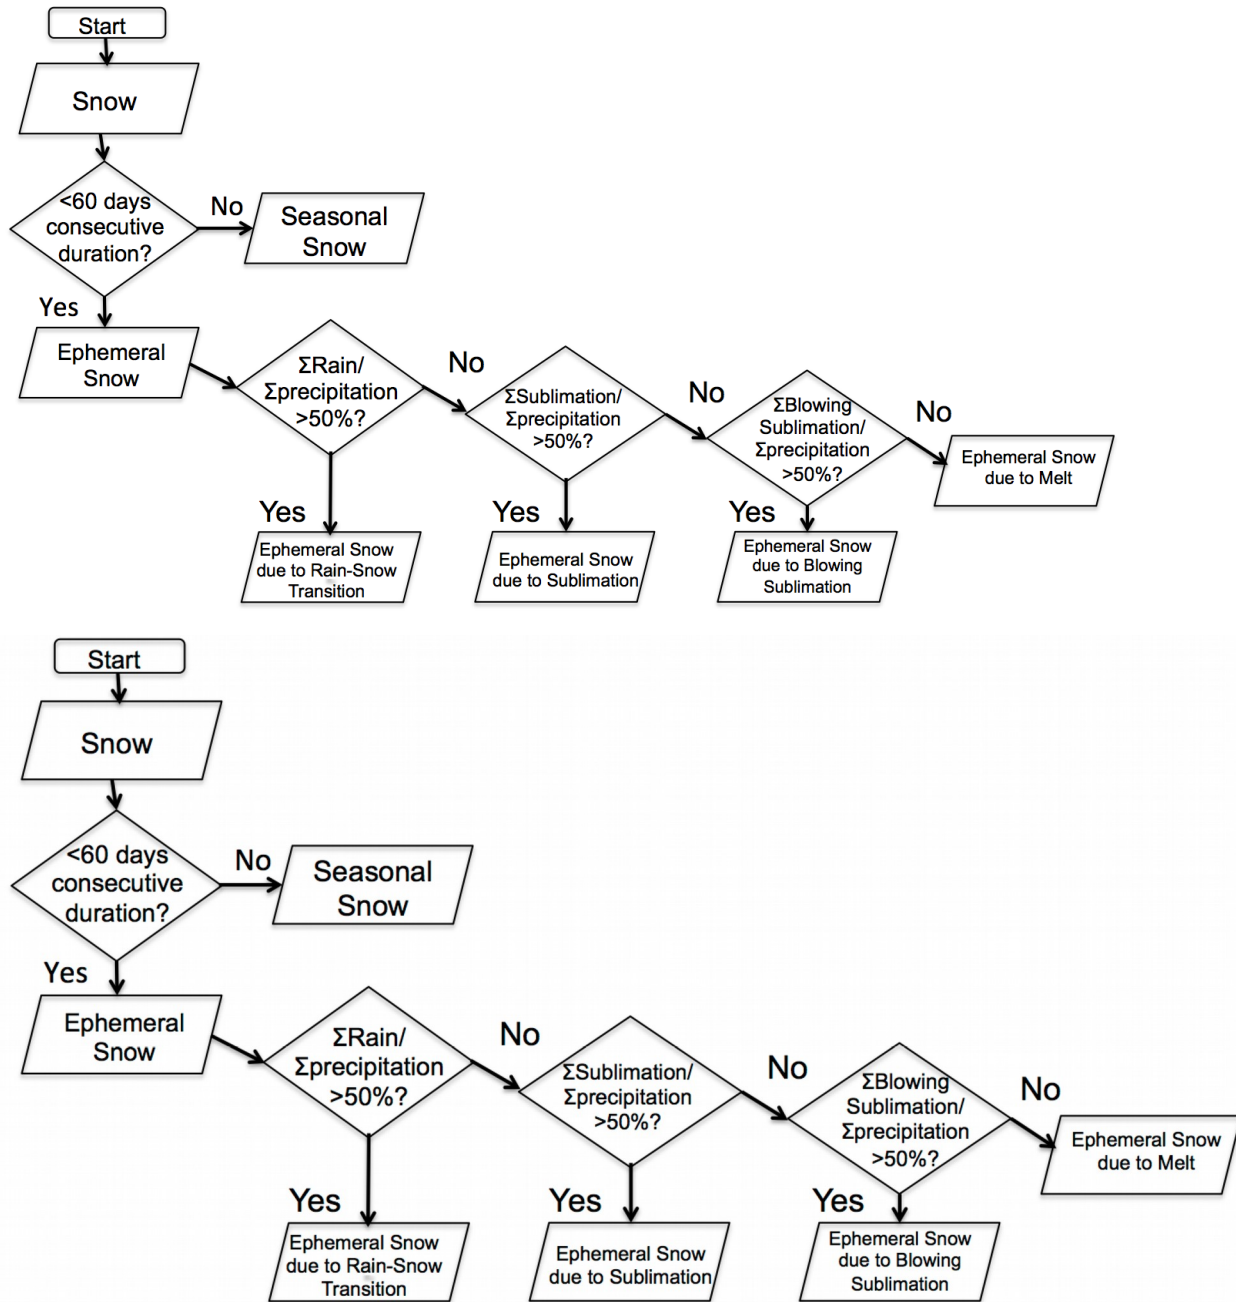 Start
Snow
<60 days
consecutive
duration?
No
Seasonal
Snow
Yes
Ephemeral
Snow
ΣRain/
Σprecipitation
>50%?
No
ΣSublimation/
Σprecipitation
>50%?
No
ΣBlowing
Sublimation/
Σprecipitation
>50%?
No
Ephemeral Snow
due to Melt
Yes
Ephemeral Snow
due to Rain-Snow
Transition
Yes
Ephemeral Snow
due to Sublimation
Yes
Ephemeral Snow
due to Blowing
Sublimation
Start
Snow
<60 days
consecutive
duration?
No
Seasonal
Snow
Yes
Ephemeral
Snow
ΣRain/
Σprecipitation
>50%?
No
ΣSublimation/
Σprecipitation
>50%?
No
ΣBlowing
Sublimation/
Σprecipitation
>50%?
No
Ephemeral Snow
due to Melt
Yes
Ephemeral Snow
due to Rain-Snow
Transition
Yes
Ephemeral Snow
due to Sublimation
Yes
Ephemeral Snow
due to Blowing
Sublimation